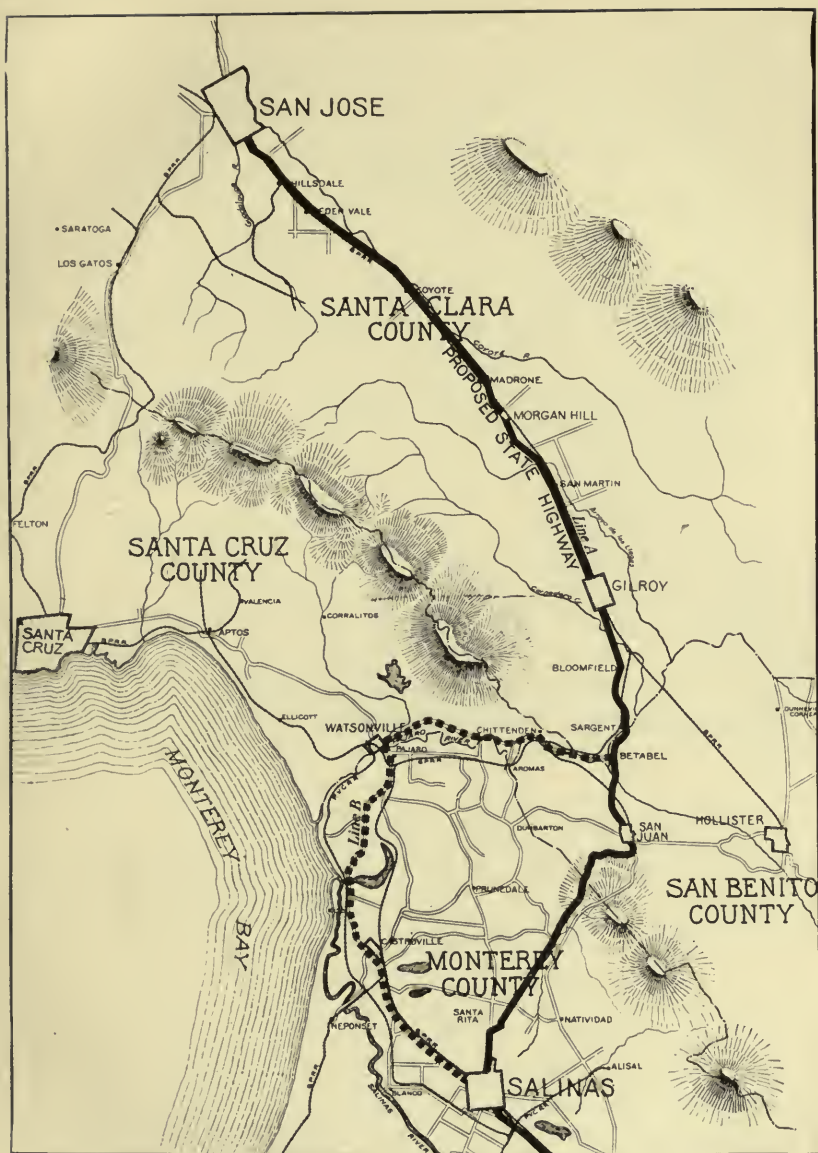 SAN JOSE
HILLSDALE
EDER VALE
S.P.R.R.
S.P.R.R.
SARATOGA
LOS GATOS
COYOTE
SANTA CLARA
COUNTY
COYOTE R.
MADRONE
PROPOSED STATE HIGHWAY
MORGAN HILL
SAN MARTIN
S.P.R.R.
FELTON
Line A
SANTA CRUZ
COUNTY
GILROY
VALENCIA
CORRALITOS
SANTA
CRUZ
S.P.R.R.
APTOS
BLOOMFIELD
ELLICOTT
WATSONVILLE
CHITTENDEN
SARGENT
S.P.R.R.
RIVER
PAJARO
S.P.R.R.
BETABEL
AROMAS
MONTEREY
BAY
P.V.C.R.R.
Line B
DUNBARTON
SAN
JUAN
HOLLISTER
PRUNEDALE
SAN BENITO
COUNTY
CASTROVILLE
MONTEREY
COUNTY
NEPONSET
SANTA
RITA
NATIVIDAD
S.P.R.R.
S.P.R.R.
ALISAL
BLANCO
SALINAS
P.V.C.R.R.
SALINAS
RIVER